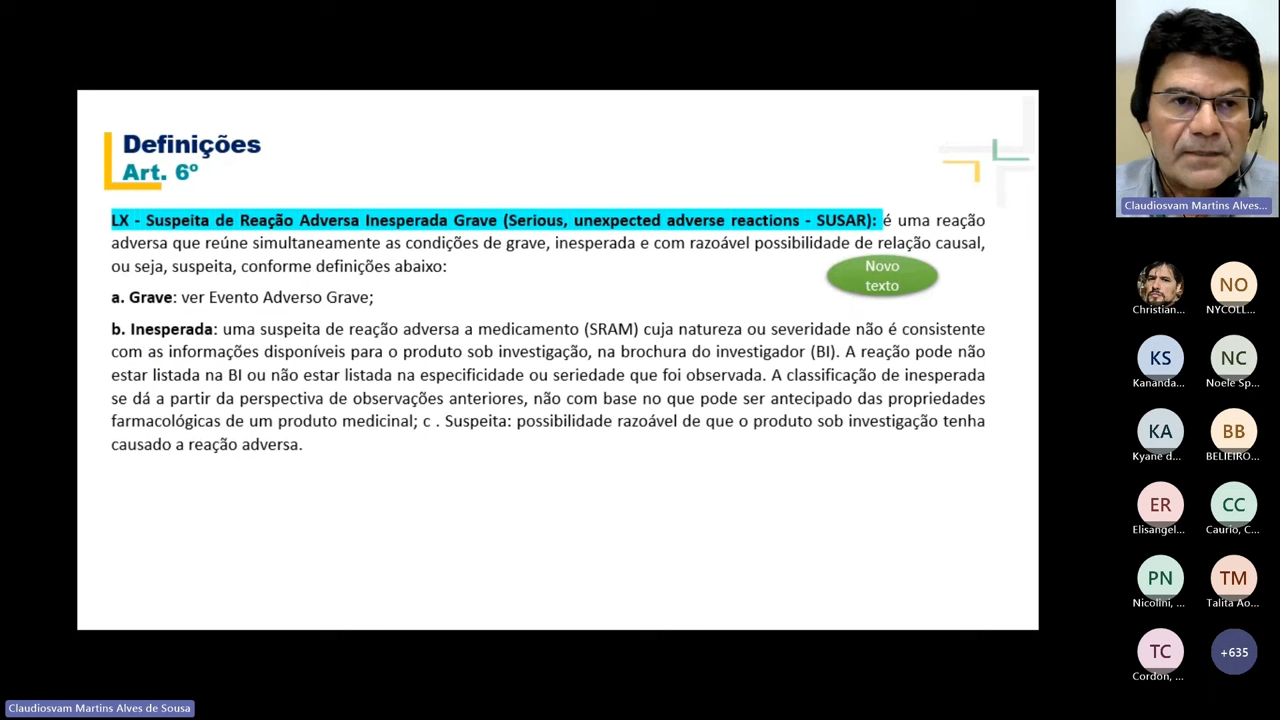 Definições
Art. 6º
LX - Suspeita de Reação Adversa Inesperada Grave (Serious, unexpected adverse reactions - SUSAR): é uma reação
adversa que reúne simultaneamente as condições de grave, inesperada e com razoável possibilidade de relação causal,
ou seja, suspeita, conforme definições abaixo:
Novo
texto
a. Grave: ver Evento Adverso Grave;
b. Inesperada: uma suspeita de reação adversa a medicamento (SRAM) cuja natureza ou severidade não é consistente
com as informações disponíveis para o produto sob investigação, na brochura do investigador (BI). A reação pode não
estar listada na BI ou não estar listada na especificidade ou seriedade que foi observada. A classificação de inesperada
se dá a partir da perspectiva de observações anteriores, não com base no que pode ser antecipado das propriedades
farmacológicas de um produto medicinal; c . Suspeita: possibilidade razoável de que o produto sob investigação tenha
causado a reação adversa.
Claudiosvam Martins Alves...
Christian...
NO
NYCOLL...
KS
Kananda...
NC
Noele Sp...
KA
Kyane d...
BB
BELIEIRO...
ER
Elisangel...
CC
Caurio, C...
PN
Nicolini, ...
TM
Talita Ao...
TC
Cordon, ...
+635
Claudiosvam Martins Alves de Sousa